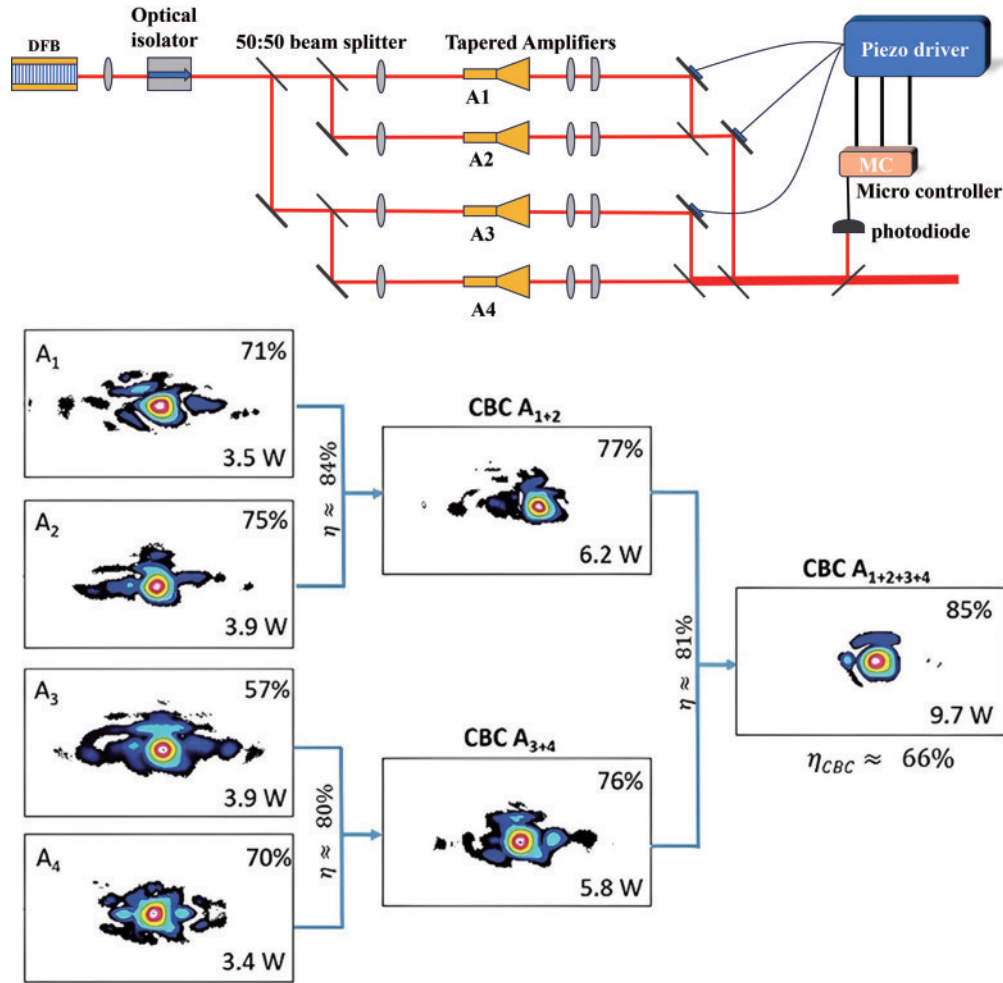 Optical
isolator
DFB
50:50 beam splitter
Tapered Amplifiers
Piezo driver
A1
A2
MC
Micro controller
photodiode
A3
A4
A₁
71%
3.5 W
η ≈ 84%
A₂
75%
3.9 W
CBC A₁₊₂
77%
6.2 W
A₃
57%
3.9 W
η ≈ 80%
A₄
70%
3.4 W
CBC A₃₊₄
76%
5.8 W
η ≈ 81%
CBC A₁₊₂₊₃₊₄
85%
9.7 W
η_CBC ≈ 66%